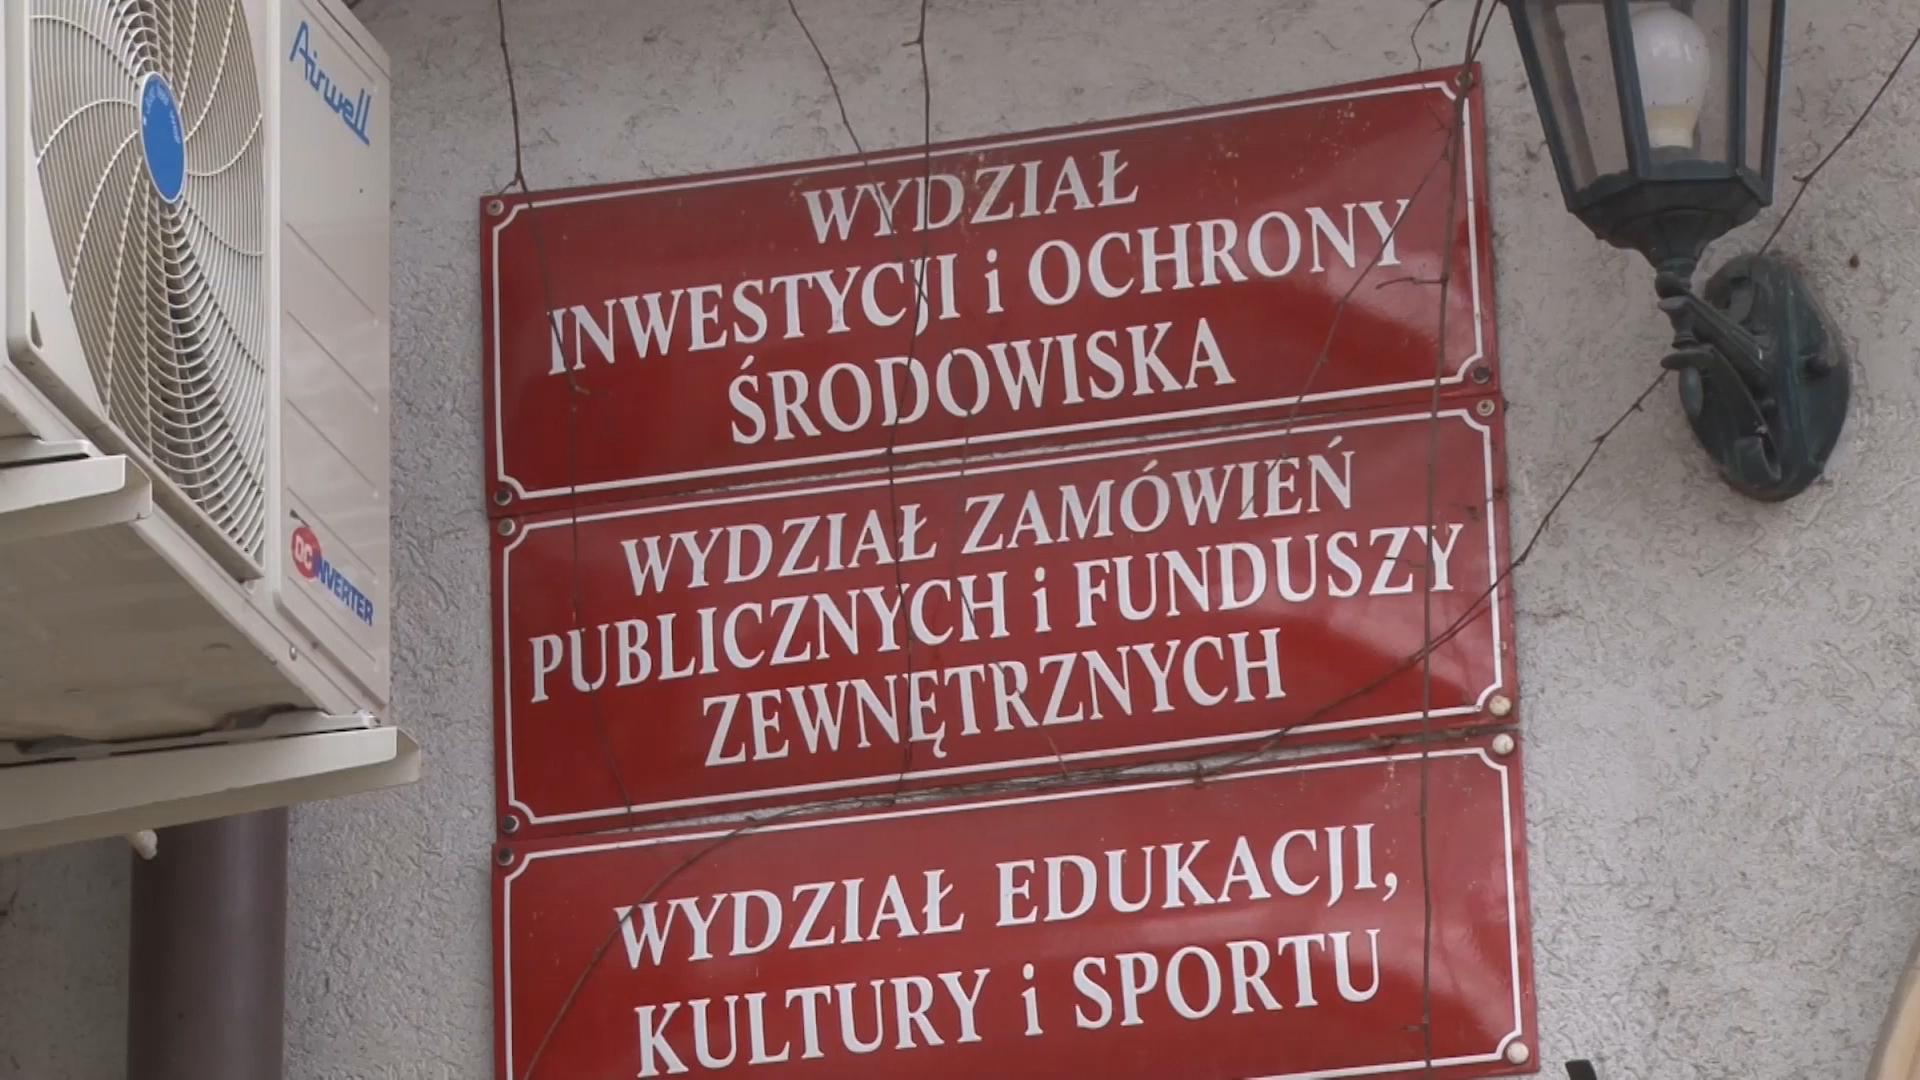 Airwell
DC INVERTER
WYDZIAŁ
INWESTYCJI i OCHRONY
ŚRODOWISKA
WYDZIAŁ ZAMÓWIEŃ
PUBLICZNYCH i FUNDUSZY
ZEWNĘTRZNYCH
WYDZIAŁ EDUKACJI,
KULTURY i SPORTU